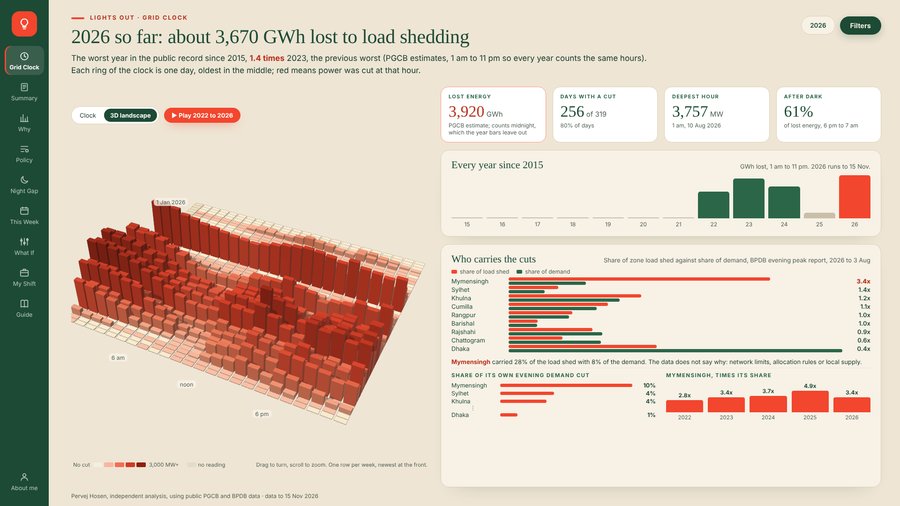 LIGHTS OUT · GRID CLOCK
2026 so far: about 3,670 GWh lost to load shedding
The worst year in the public record since 2015, 1.4 times 2023, the previous worst (PGCB estimates, 1 am to 11 pm so every year counts the same hours).
Each ring of the clock is one day, oldest in the middle; red means power was cut at that hour.
2026
Filters
Grid Clock
Summary
Why
Policy
Night Gap
This Week
What If
My Shift
Guide
About me
Clock
3D landscape
▶ Play 2022 to 2026
1 Jan 2026
6 am
noon
6 pm
No cut
3,000 MW+
no reading
Drag to turn, scroll to zoom. One row per week, newest at the front.
Pervej Hosen, independent analysis, using public PGCB and BPDB data · data to 15 Nov 2026
LOST ENERGY
3,920 GWh
PGCB estimate; counts midnight,
which the year bars leave out
DAYS WITH A CUT
256 of 319
80% of days
DEEPEST HOUR
3,757 MW
1 am, 10 Aug 2026
AFTER DARK
61%
of lost energy, 6 pm to 7 am
Every year since 2015
GWh lost, 1 am to 11 pm. 2026 runs to 15 Nov.
15 16 17 18 19 20 21 22 23 24 25 26
Who carries the cuts
Share of zone load shed against share of demand, BPDB evening peak report, 2026 to 3 Aug
share of load shed
share of demand
Mymensingh 3.4x
Sylhet 1.4x
Khulna 1.2x
Cumilla 1.1x
Rangpur 1.0x
Barishal 1.0x
Rajshahi 0.9x
Chattogram 0.6x
Dhaka 0.4x
Mymensingh carried 28% of the load shed with 8% of the demand. The data does not say why: network limits, allocation rules or local supply.
SHARE OF ITS OWN EVENING DEMAND CUT
Mymensingh 10%
Sylhet 4%
Khulna 4%
⋮
Dhaka 1%
MYMENSINGH, TIMES ITS SHARE
2.8x 3.4x 3.7x 4.9x 3.4x
2022 2023 2024 2025 2026